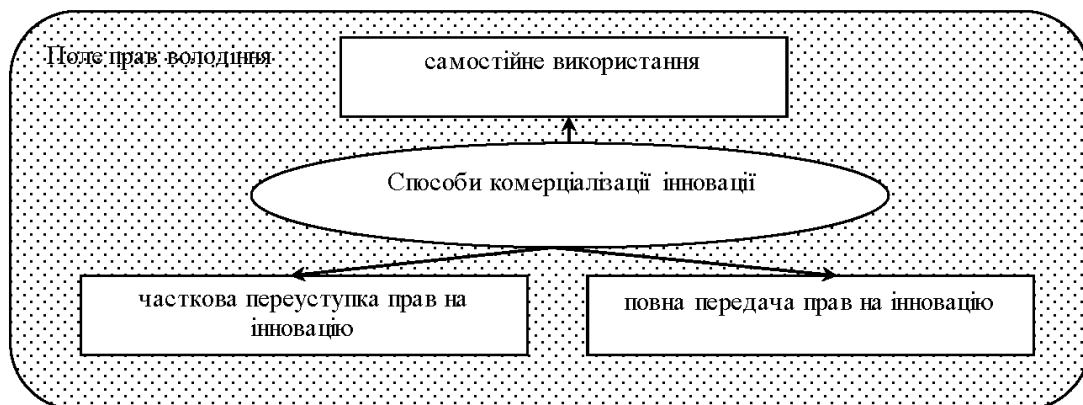 Поле прав володіння
самостійне використання
Способи комерціалізації інновації
часткова переуступка прав на
інновацію
повна передача прав на інновацію